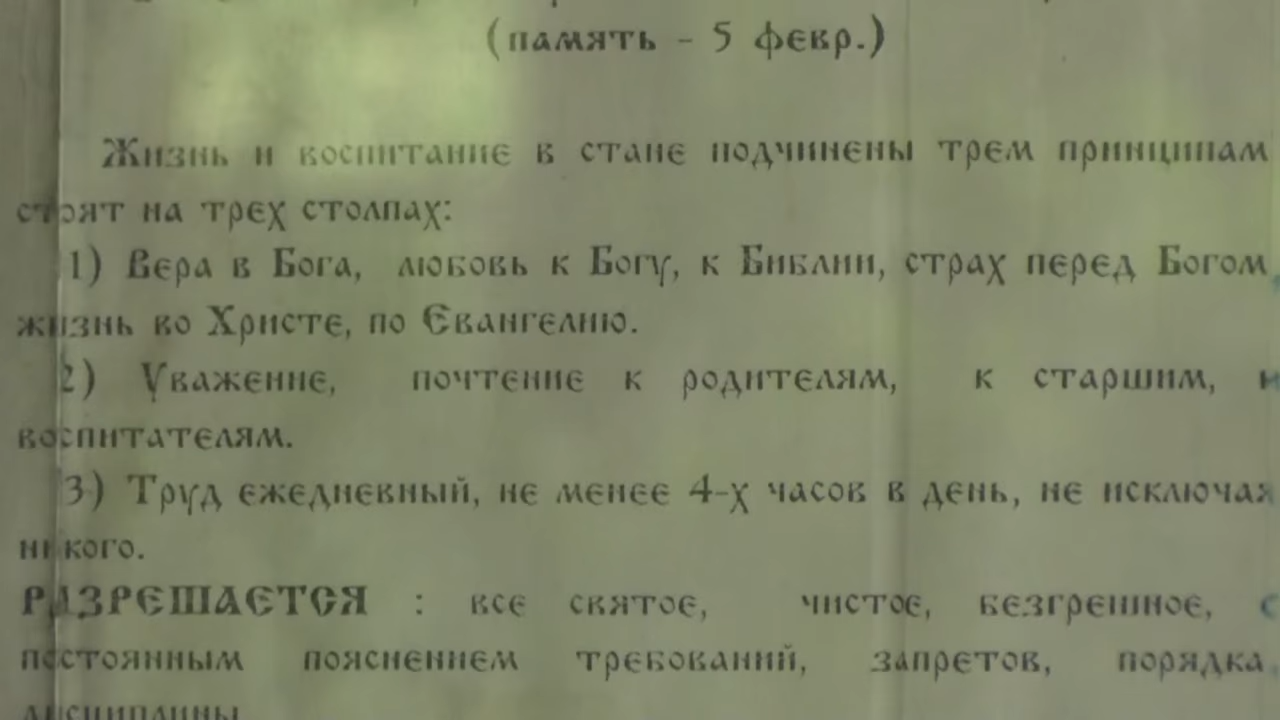 (память - 5 февр.)
Жизнь и воспитание в стане подчинены трем принципам
стоят на трех столпах:
1) Вера в Бога, любовь к Богу, к Библии, страх перед Богом,
жизнь во Христе, по Евангелию.
2) Уважение, почтение к родителям, к старшим, и
воспитателям.
3) Труд ежедневный, не менее 4-х часов в день, не исключая
никого.
РАЗРЕШАЕТСЯ : все святое, чистое, безгрешное, с
постоянным пояснением требований, запретов, порядка,
дисциплины